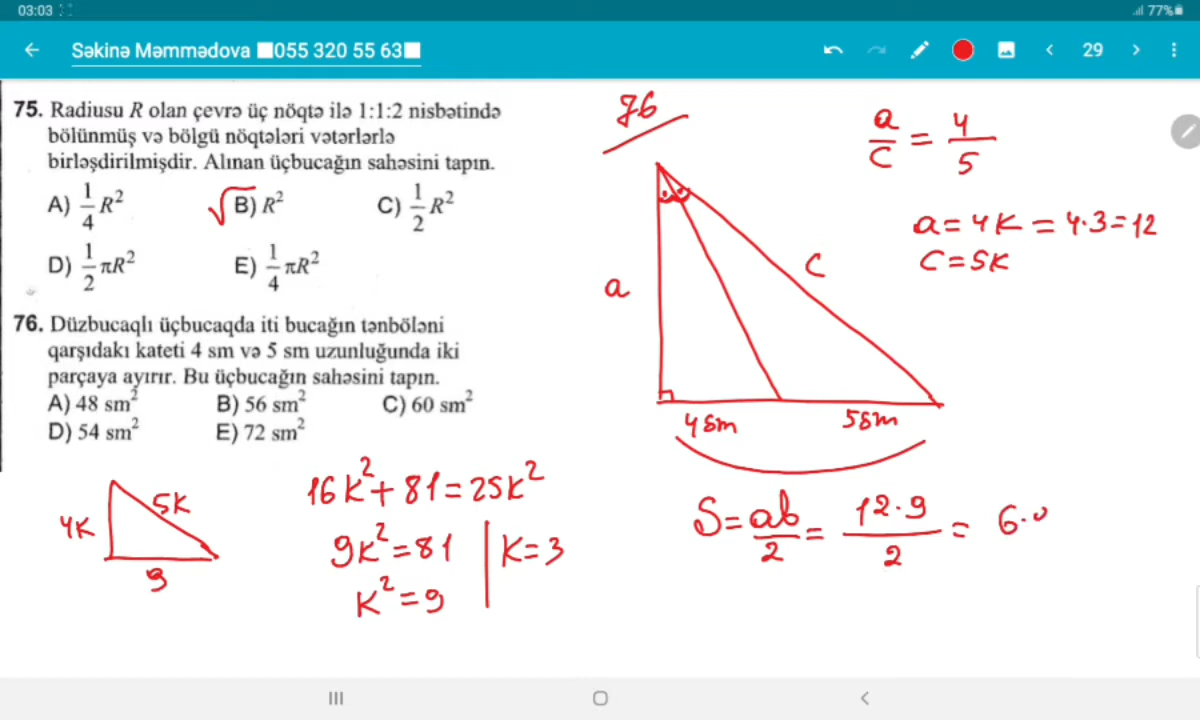 03:03
77%
Səkinə Məmmədova 055 320 55 63
29
75. Radiusu R olan çevrə üç nöqtə ilə 1:1:2 nisbətində
bölünmüş və bölgü nöqtələri vətərlərlə
birləşdirilmişdir. Alınan üçbucağın sahəsini tapın.
A) 1/4 R² √B) R² C) 1/2 R²
D) 1/2 πR² E) 1/4 πR²
76. Düzbucaqlı üçbucaqda iti bucağın tənböləni
qarşıdakı kateti 4 sm və 5 sm uzunluğunda iki
parçaya ayırır. Bu üçbucağın sahəsini tapın.
A) 48 sm² B) 56 sm² C) 60 sm²
D) 54 sm² E) 72 sm²
76
a/c = 4/5
a = 4K = 4·3 = 12
c = 5K
a
c
4sm 5sm
4K
5K
9
16K² + 81 = 25K²
9K² = 81 | K = 3
K² = 9
S = ab/2 = 12·9/2 = 6·